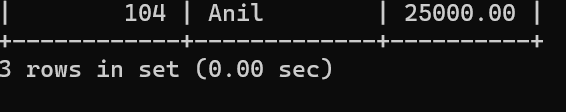 |        104 | Anil        | 25000.00 |
+------------+-------------+----------+
3 rows in set (0.00 sec)